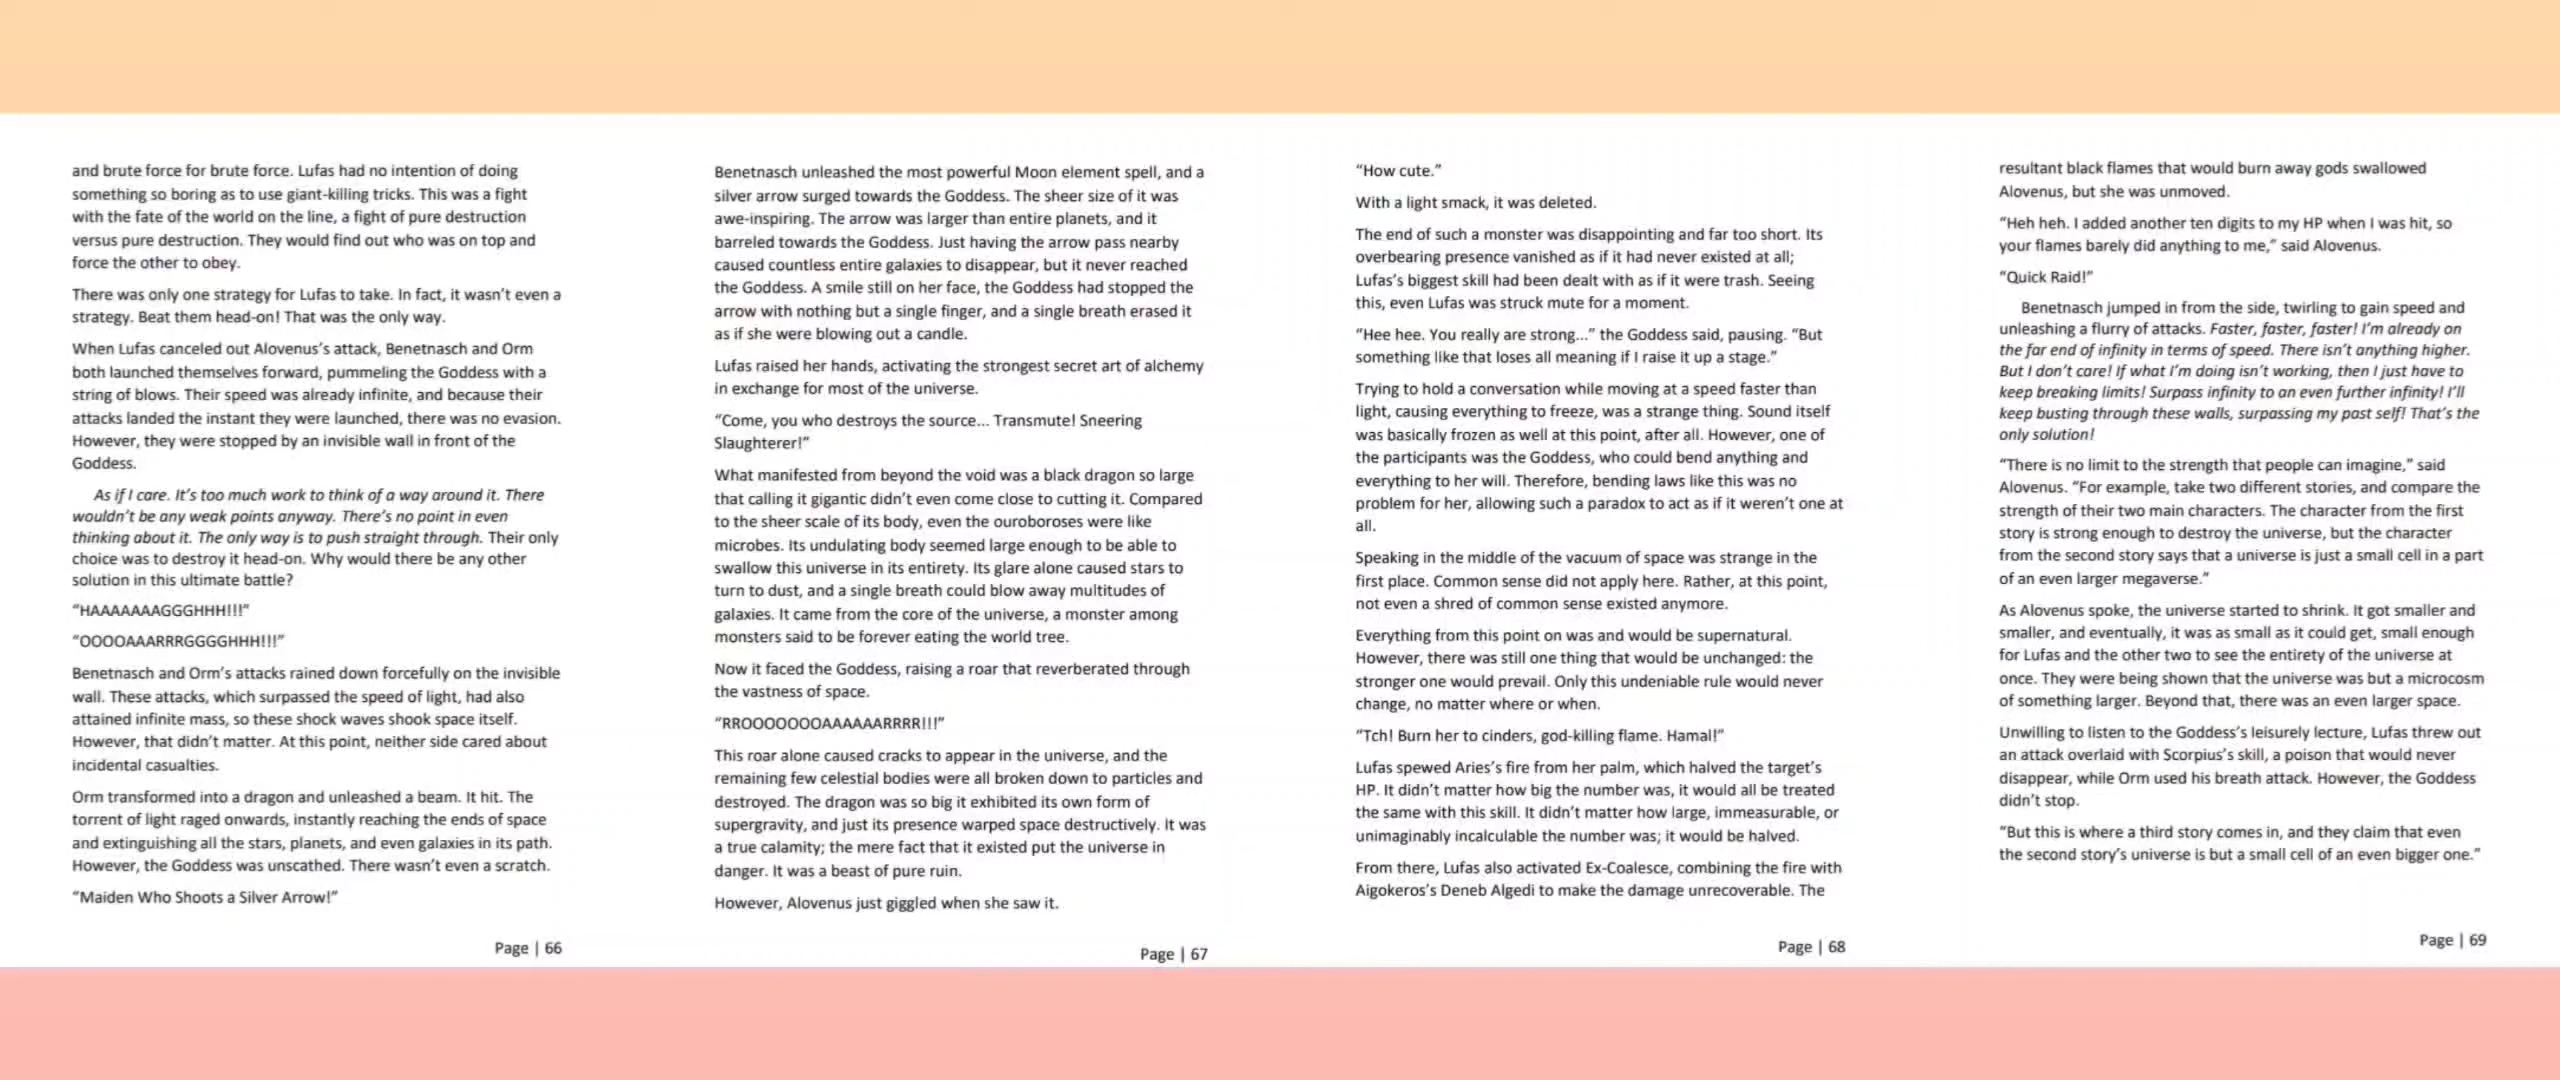 and brute force for brute force. Lufas had no intention of doing
something so boring as to use giant-killing tricks. This was a fight
with the fate of the world on the line, a fight of pure destruction
versus pure destruction. They would find out who was on top and
force the other to obey.
There was only one strategy for Lufas to take. In fact, it wasn’t even a
strategy. Beat them head-on! That was the only way.
When Lufas canceled out Alovenus’s attack, Benetnasch and Orm
both launched themselves forward, pummeling the Goddess with a
string of blows. Their speed was already infinite, and because their
attacks landed the instant they were launched, there was no evasion.
However, they were stopped by an invisible wall in front of the
Goddess.
As if I care. It’s too much work to think of a way around it. There
wouldn’t be any weak points anyway. There’s no point in even
thinking about it. The only way is to push straight through. Their only
choice was to destroy it head-on. Why would there be any other
solution in this ultimate battle?
“HAAAAAAAGGGHHH!!!”
“OOOOAAARRRGGGGHHH!!!”
Benetnasch and Orm’s attacks rained down forcefully on the invisible
wall. These attacks, which surpassed the speed of light, had also
attained infinite mass, so these shock waves shook space itself.
However, that didn’t matter. At this point, neither side cared about
incidental casualties.
Orm transformed into a dragon and unleashed a beam. It hit. The
torrent of light raged onwards, instantly reaching the ends of space
and extinguishing all the stars, planets, and even galaxies in its path.
However, the Goddess was unscathed. There wasn’t even a scratch.
“Maiden Who Shoots a Silver Arrow!”
Page | 66
Benetnasch unleashed the most powerful Moon element spell, and a
silver arrow surged towards the Goddess. The sheer size of it was
awe-inspiring. The arrow was larger than entire planets, and it
barreled towards the Goddess. Just having the arrow pass nearby
caused countless entire galaxies to disappear, but it never reached
the Goddess. A smile still on her face, the Goddess had stopped the
arrow with nothing but a single finger, and a single breath erased it
as if she were blowing out a candle.
Lufas raised her hands, activating the strongest secret art of alchemy
in exchange for most of the universe.
“Come, you who destroys the source... Transmute! Sneering
Slaughterer!”
What manifested from beyond the void was a black dragon so large
that calling it gigantic didn’t even come close to cutting it. Compared
to the sheer scale of its body, even the ouroboroses were like
microbes. Its undulating body seemed large enough to be able to
swallow this universe in its entirety. Its glare alone caused stars to
turn to dust, and a single breath could blow away multitudes of
galaxies. It came from the core of the universe, a monster among
monsters said to be forever eating the world tree.
Now it faced the Goddess, raising a roar that reverberated through
the vastness of space.
“RROOOOOOOAAAAAARRRR!!!”
This roar alone caused cracks to appear in the universe, and the
remaining few celestial bodies were all broken down to particles and
destroyed. The dragon was so big it exhibited its own form of
supergravity, and just its presence warped space destructively. It was
a true calamity; the mere fact that it existed put the universe in
danger. It was a beast of pure ruin.
However, Alovenus just giggled when she saw it.
Page | 67
“How cute.”
With a light smack, it was deleted.
The end of such a monster was disappointing and far too short. Its
overbearing presence vanished as if it had never existed at all;
Lufas’s biggest skill had been dealt with as if it were trash. Seeing
this, even Lufas was struck mute for a moment.
“Hee hee. You really are strong...” the Goddess said, pausing. “But
something like that loses all meaning if I raise it up a stage.”
Trying to hold a conversation while moving at a speed faster than
light, causing everything to freeze, was a strange thing. Sound itself
was basically frozen as well at this point, after all. However, one of
the participants was the Goddess, who could bend anything and
everything to her will. Therefore, bending laws like this was no
problem for her, allowing such a paradox to act as if it weren’t one at
all.
Speaking in the middle of the vacuum of space was strange in the
first place. Common sense did not apply here. Rather, at this point,
not even a shred of common sense existed anymore.
Everything from this point on was and would be supernatural.
However, there was still one thing that would be unchanged: the
stronger one would prevail. Only this undeniable rule would never
change, no matter where or when.
“Tch! Burn her to cinders, god-killing flame. Hamal!”
Lufas spewed Aries’s fire from her palm, which halved the target’s
HP. It didn’t matter how big the number was, it would all be treated
the same with this skill. It didn’t matter how large, immeasurable, or
unimaginably incalculable the number was; it would be halved.
From there, Lufas also activated Ex-Coalesce, combining the fire with
Aigokeros’s Deneb Algedi to make the damage unrecoverable. The
Page | 68
resultant black flames that would burn away gods swallowed
Alovenus, but she was unmoved.
“Heh heh. I added another ten digits to my HP when I was hit, so
your flames barely did anything to me,” said Alovenus.
“Quick Raid!”
Benetnasch jumped in from the side, twirling to gain speed and
unleashing a flurry of attacks. Faster, faster, faster! I’m already on
the far end of infinity in terms of speed. There isn’t anything higher.
But I don’t care! If what I’m doing isn’t working, then I just have to
keep breaking limits! Surpass infinity to an even further infinity! I’ll
keep busting through these walls, surpassing my past self! That’s the
only solution!
“There is no limit to the strength that people can imagine,” said
Alovenus. “For example, take two different stories, and compare the
strength of their two main characters. The character from the first
story is strong enough to destroy the universe, but the character
from the second story says that a universe is just a small cell in a part
of an even larger megaverse.”
As Alovenus spoke, the universe started to shrink. It got smaller and
smaller, and eventually, it was as small as it could get, small enough
for Lufas and the other two to see the entirety of the universe at
once. They were being shown that the universe was but a microcosm
of something larger. Beyond that, there was an even larger space.
Unwilling to listen to the Goddess’s leisurely lecture, Lufas threw out
an attack overlaid with Scorpius’s skill, a poison that would never
disappear, while Orm used his breath attack. However, the Goddess
didn’t stop.
“But this is where a third story comes in, and they claim that even
the second story’s universe is but a small cell of an even bigger one.”
Page | 69